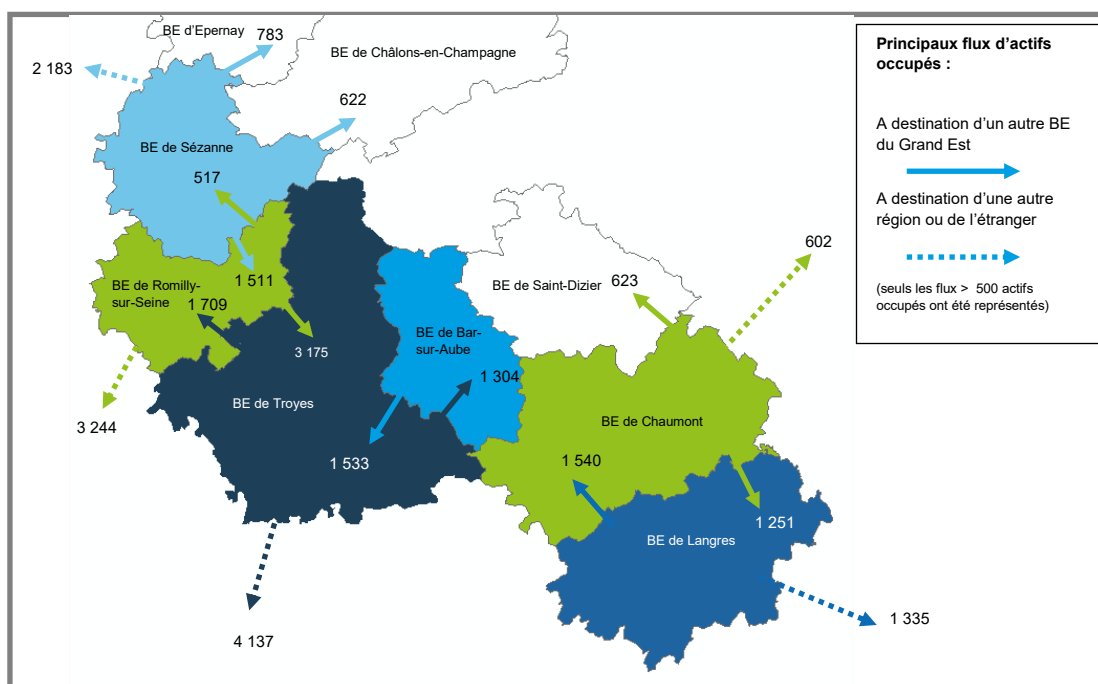 BE d'Epernay
783
BE de Châlons-en-Champagne
2 183
622
BE de Sézanne
517
BE de Romilly-
sur-Seine
1 511
1 709
3 175
3 244
BE de Troyes
1 533
4 137
BE de Bar-
sur-Aube
1 304
BE de Saint-Dizier
623
602
BE de Chaumont
1 540
1 251
BE de Langres
1 335
Principaux flux d'actifs
occupés :
A destination d'un autre BE
du Grand Est
A destination d'une autre
région ou de l'étranger
(seuls les flux > 500 actifs
occupés ont été représentés)